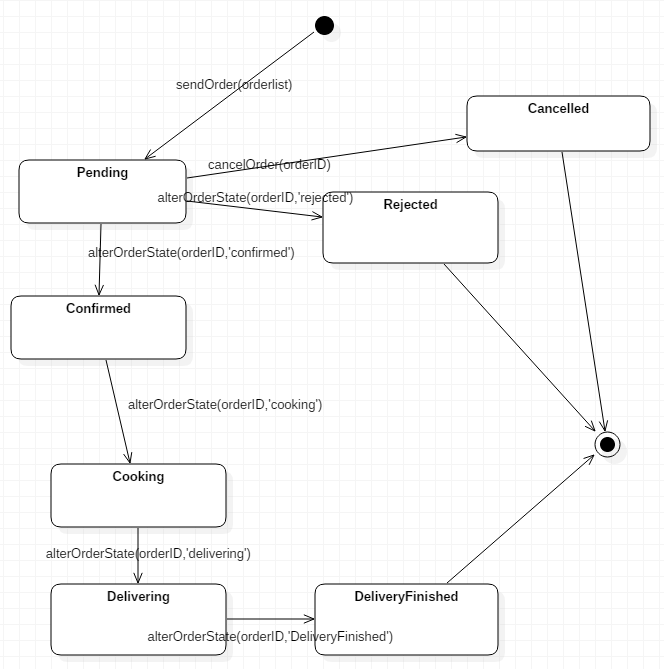 sendOrder(orderlist)
Cancelled
cancelOrder(orderID)
Pending
alterOrderState(orderID,'rejected')
Rejected
alterOrderState(orderID,'confirmed')
Confirmed
alterOrderState(orderID,'cooking')
Cooking
alterOrderState(orderID,'delivering')
Delivering
DeliveryFinished
alterOrderState(orderID,'DeliveryFinished')